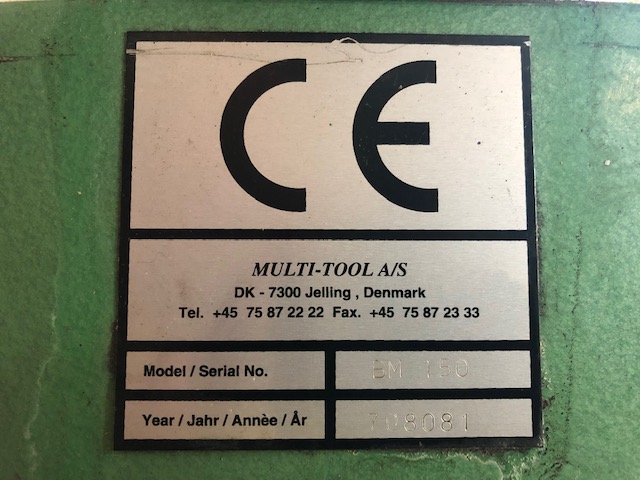 CE
MULTI-TOOL A/S
DK - 7300 Jelling , Denmark
Tel. +45 75 87 22 22 Fax. +45 75 87 23 33
Model / Serial No. BM 150
Year / Jahr / Annèe / År 708081